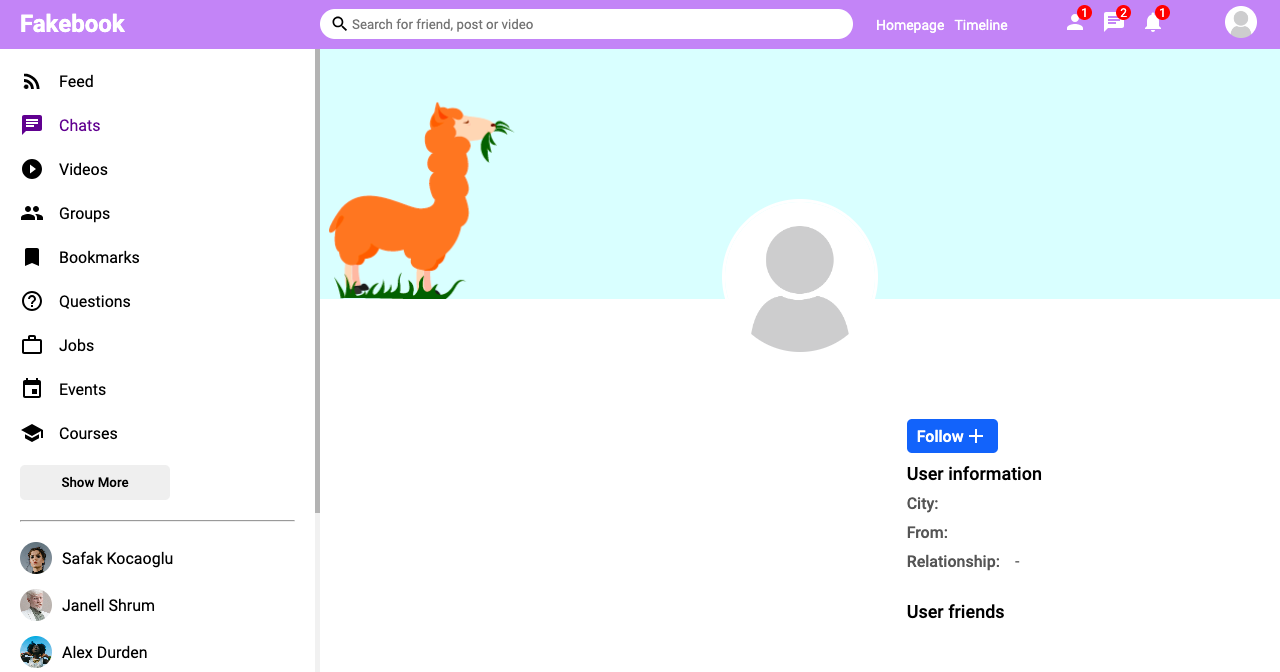 Fakebook
Search for friend, post or video
Homepage Timeline
1
2
1
Feed
Chats
Videos
Groups
Bookmarks
Questions
Jobs
Events
Courses
Show More
Safak Kocaoglu
Janell Shrum
Alex Durden
Follow
User information
City:
From:
Relationship: -
User friends